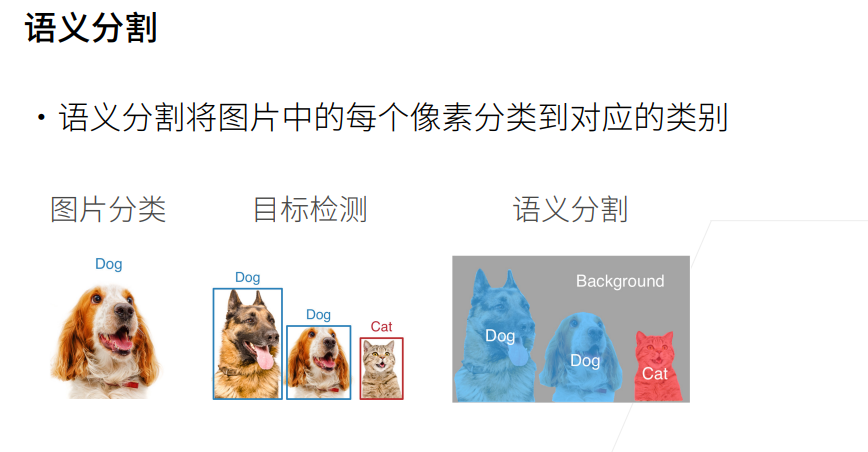 语义分割
• 语义分割将图片中的每个像素分类到对应的类别
图片分类
目标检测
语义分割
Dog
Dog
Dog
Cat
Background
Dog
Dog
Cat